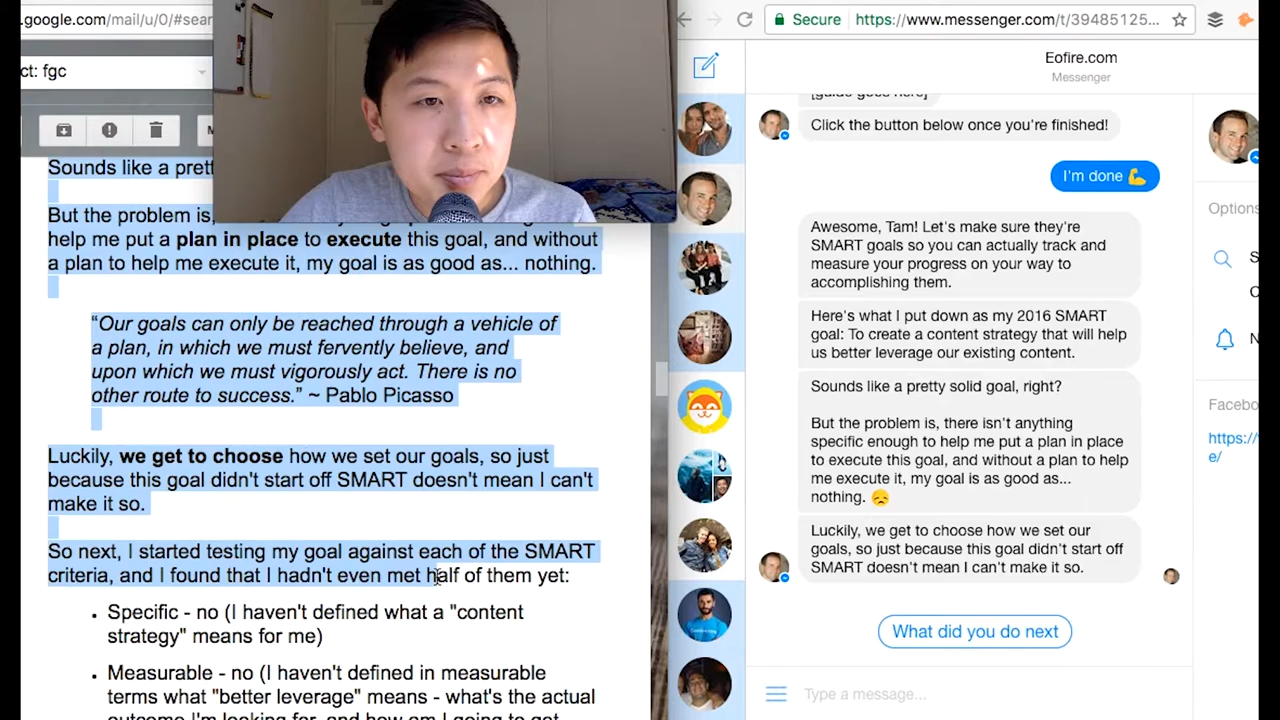 .google.com/mail/u/0/#sear
ct: fgc
Sounds like a pret
But the problem is,
help me put a plan in place to execute this goal, and without
a plan to help me execute it, my goal is as good as... nothing.
“Our goals can only be reached through a vehicle of
a plan, in which we must fervently believe, and
upon which we must vigorously act. There is no
other route to success.” ~ Pablo Picasso
Luckily, we get to choose how we set our goals, so just
because this goal didn't start off SMART doesn't mean I can't
make it so.
So next, I started testing my goal against each of the SMART
criteria, and I found that I hadn't even met half of them yet:
• Specific - no (I haven't defined what a "content
strategy" means for me)
• Measurable - no (I haven't defined in measurable
terms what "better leverage" means - what's the actual
outcome I'm looking for, and how am I going to get
Secure https://www.messenger.com/t/39485125...
Eofire.com
Messenger
[guide goes here]
Click the button below once you're finished!
I'm done 💪
Awesome, Tam! Let's make sure they're
SMART goals so you can actually track and
measure your progress on your way to
accomplishing them.
Here's what I put down as my 2016 SMART
goal: To create a content strategy that will help
us better leverage our existing content.
Sounds like a pretty solid goal, right?
But the problem is, there isn't anything
specific enough to help me put a plan in place
to execute this goal, and without a plan to help
me execute it, my goal is as good as...
nothing. 😞
Luckily, we get to choose how we set our
goals, so just because this goal didn't start off
SMART doesn't mean I can't make it so.
What did you do next
Type a message...
Options
S
C
N
Facebo
https://
e/